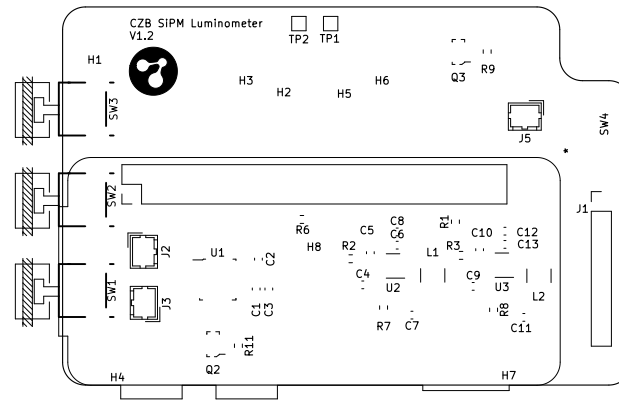 CZB SiPM Luminometer
V1.2
TP2
TP1
H1
H3
H2
H5
H6
Q3
R9
SW3
J5
SW4
*
SW2
J1
R6
H8
C8
C6
C5
R2
R1
R3
C10
C12
C13
J2
U1
C2
L1
C4
U2
C9
U3
L2
SW1
J3
C1
C3
R7
C7
R8
C11
Q2
R11
H4
H7